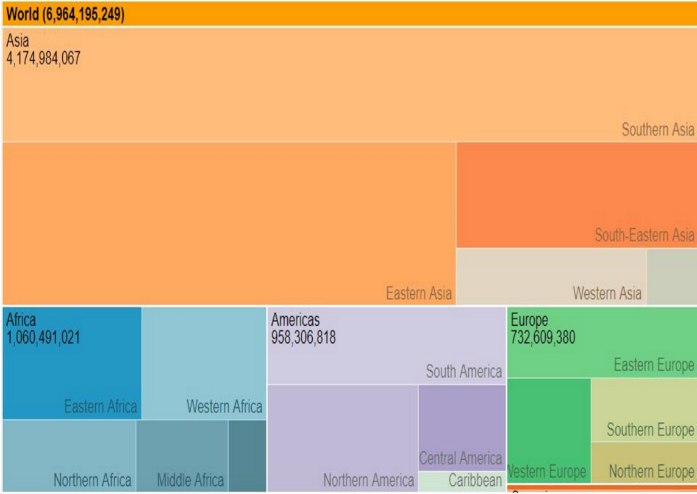 World (6,964,195,249)
Asia
4,174,984,067
Southern Asia
South-Eastern Asia
Eastern Asia
Western Asia
Africa
1,060,491,021
Eastern Africa
Western Africa
Northern Africa
Middle Africa
Americas
958,306,818
South America
Northern America
Central America
Caribbean
Europe
732,609,380
Eastern Europe
Western Europe
Southern Europe
Northern Europe